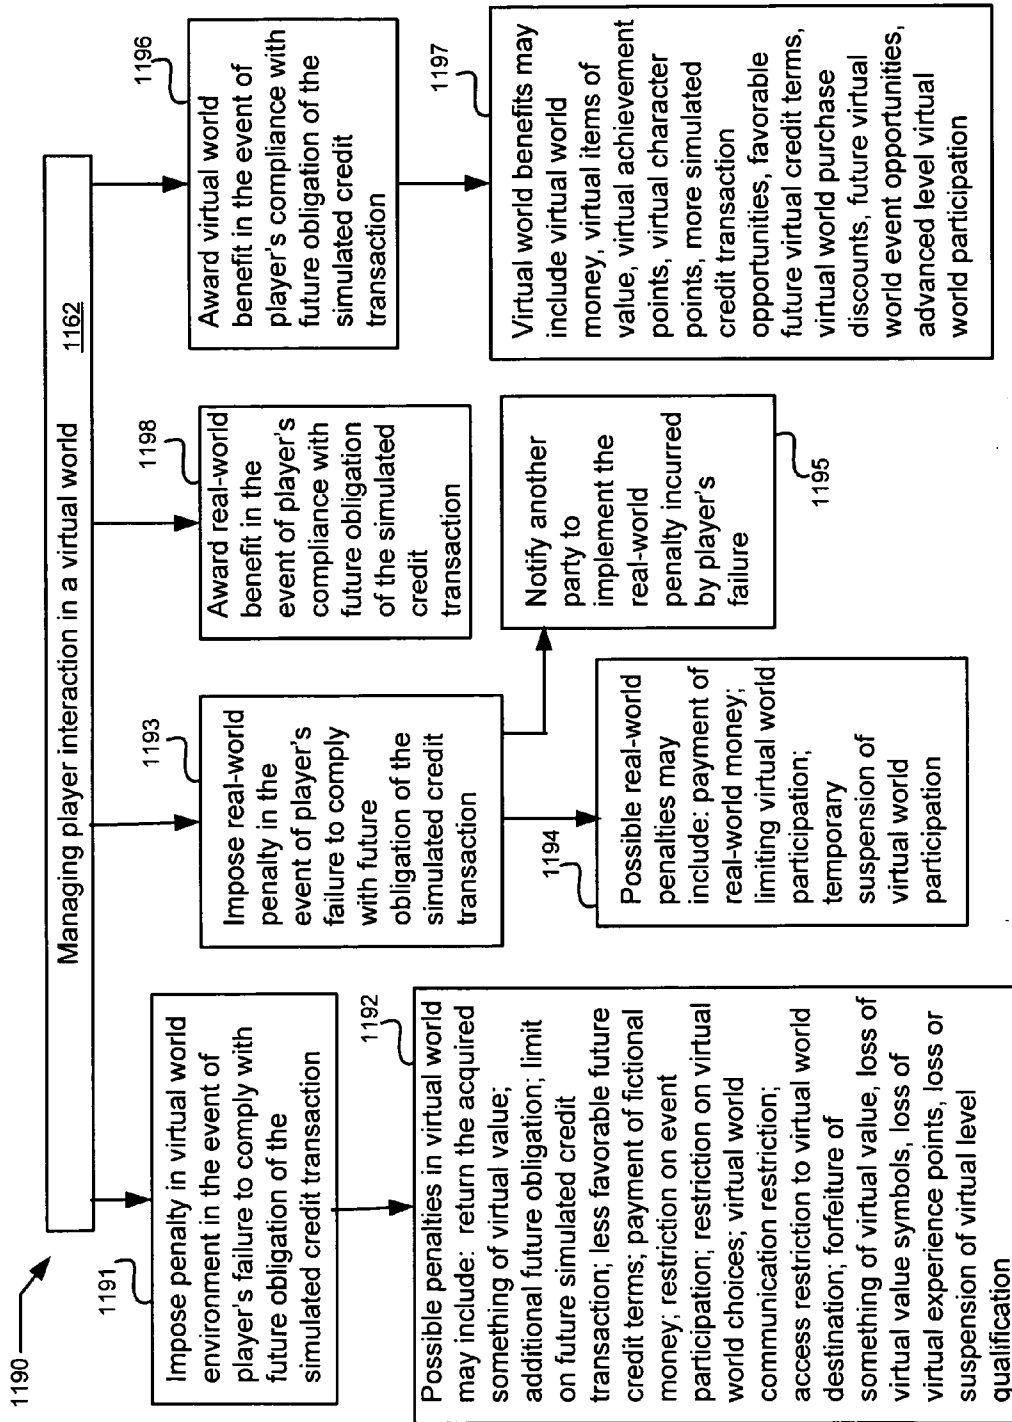 1190
Managing player interaction in a virtual world 1162
1191
Impose penalty in virtual world
environment in the event of
player's failure to comply with
future obligation of the
simulated credit transaction
1192
Possible penalties in virtual world
may include: return the acquired
something of virtual value;
additional future obligation; limit
on future simulated credit
transaction; less favorable future
credit terms; payment of fictional
money; restriction on event
participation; restriction on virtual
world choices; virtual world
communication restriction;
access restriction to virtual world
destination; forfeiture of
something of virtual value, loss of
virtual value symbols, loss of
virtual experience points, loss or
suspension of virtual level
qualification
1193
Impose real-world
penalty in the
event of player's
failure to comply
with future
obligation of the
simulated credit
transaction
1194
Possible real-world
penalties may
include: payment of
real-world money;
limiting virtual world
participation;
temporary
suspension of
virtual world
participation
Notify another
party to
implement the
real-world
penalty incurred
by player's
failure
1195
1198
Award real-world
benefit in the
event of player's
compliance with
future obligation
of the simulated
credit
transaction
1196
Award virtual world
benefit in the event of
player's compliance with
future obligation of the
simulated credit
transaction
1197
Virtual world benefits may
include virtual world
money, virtual items of
value, virtual achievement
points, virtual character
points, more simulated
credit transaction
opportunities, favorable
future virtual credit terms,
virtual world purchase
discounts, future virtual
world event opportunities,
advanced level virtual
world participation